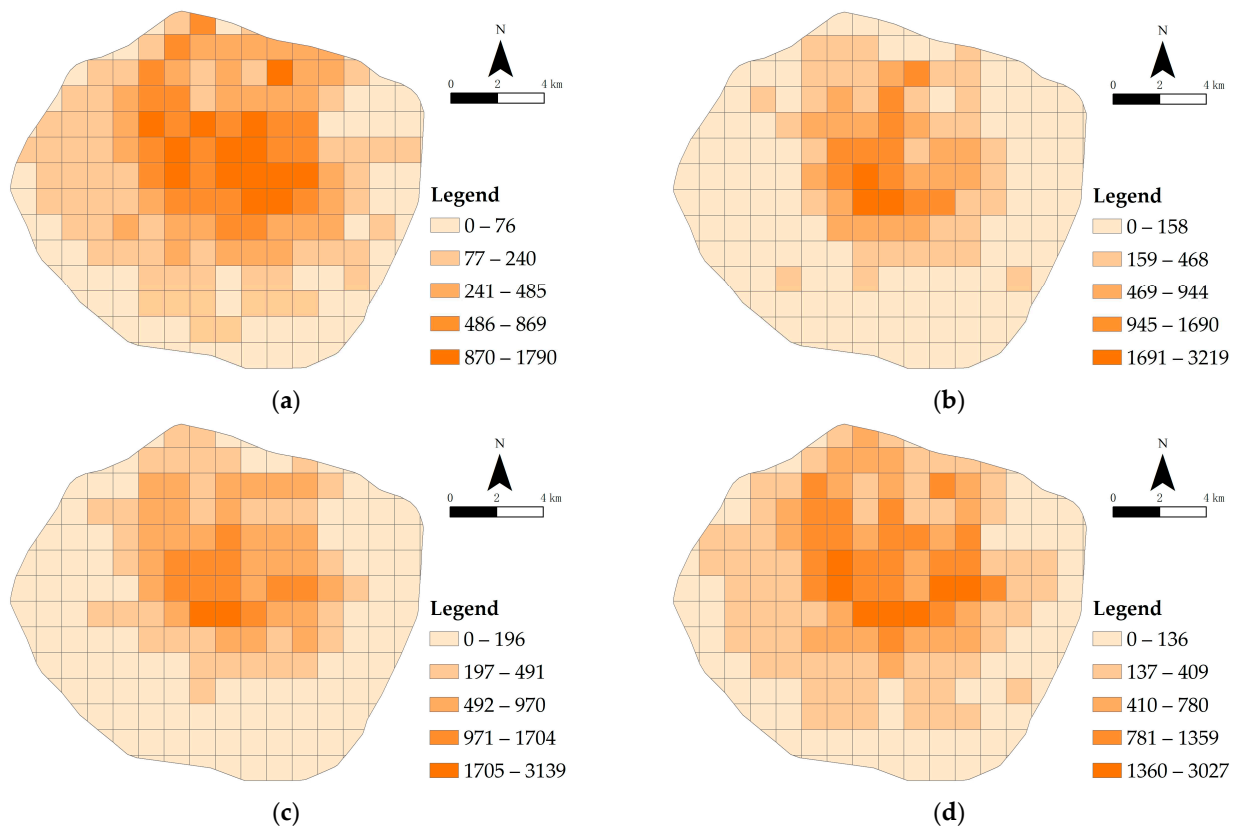 N
0 2 4 km
Legend
0 – 76
77 – 240
241 – 485
486 – 869
870 – 1790
(a)
N
0 2 4 km
Legend
0 – 158
159 – 468
469 – 944
945 – 1690
1691 – 3219
(b)
N
0 2 4 km
Legend
0 – 196
197 – 491
492 – 970
971 – 1704
1705 – 3139
(c)
N
0 2 4 km
Legend
0 – 136
137 – 409
410 – 780
781 – 1359
1360 – 3027
(d)